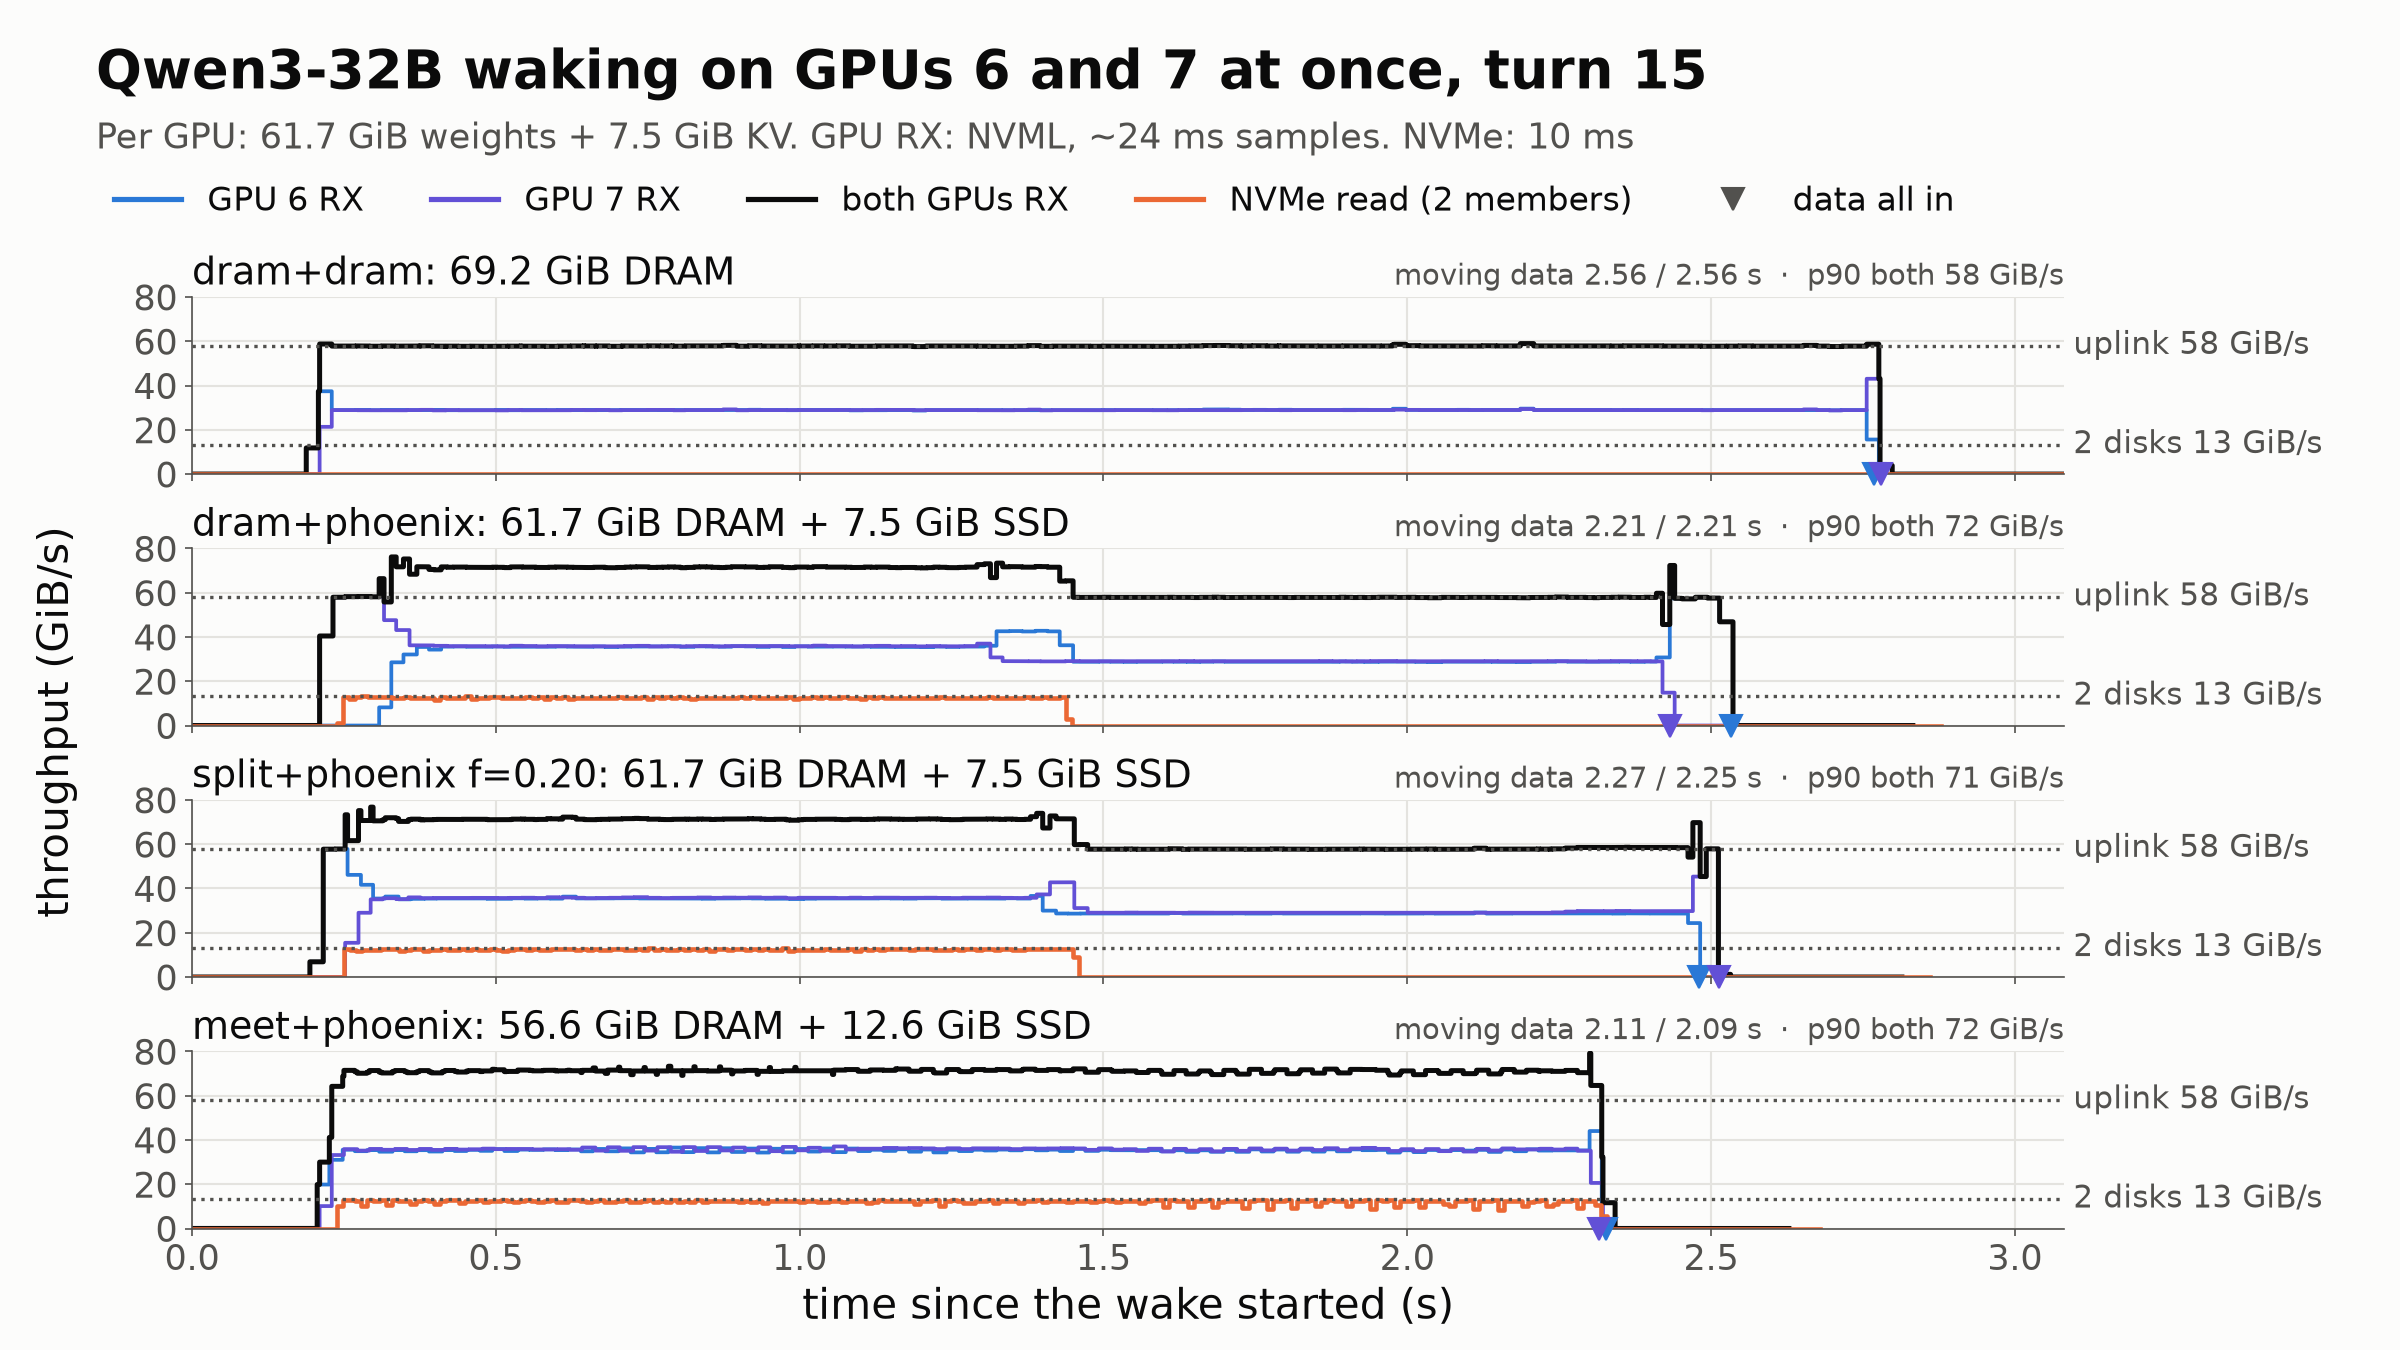 Qwen3-32B waking on GPUs 6 and 7 at once, turn 15
Per GPU: 61.7 GiB weights + 7.5 GiB KV. GPU RX: NVML, ~24 ms samples. NVMe: 10 ms
GPU 6 RX
GPU 7 RX
both GPUs RX
NVMe read (2 members)
data all in
throughput (GiB/s)
dram+dram: 69.2 GiB DRAM
moving data 2.56 / 2.56 s · p90 both 58 GiB/s
80
60
40
20
0
uplink 58 GiB/s
2 disks 13 GiB/s
dram+phoenix: 61.7 GiB DRAM + 7.5 GiB SSD
moving data 2.21 / 2.21 s · p90 both 72 GiB/s
80
60
40
20
0
uplink 58 GiB/s
2 disks 13 GiB/s
split+phoenix f=0.20: 61.7 GiB DRAM + 7.5 GiB SSD
moving data 2.27 / 2.25 s · p90 both 71 GiB/s
80
60
40
20
0
uplink 58 GiB/s
2 disks 13 GiB/s
meet+phoenix: 56.6 GiB DRAM + 12.6 GiB SSD
moving data 2.11 / 2.09 s · p90 both 72 GiB/s
80
60
40
20
0
uplink 58 GiB/s
2 disks 13 GiB/s
0.0 0.5 1.0 1.5 2.0 2.5 3.0
time since the wake started (s)